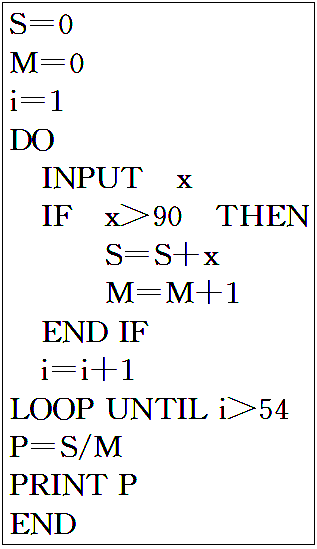 S=0
M=0
i=1
DO
INPUT x
IF x>90 THEN
S=S+x
M=M+1
END IF
i=i+1
LOOP UNTIL i>54
P=S/M
PRINT P
END